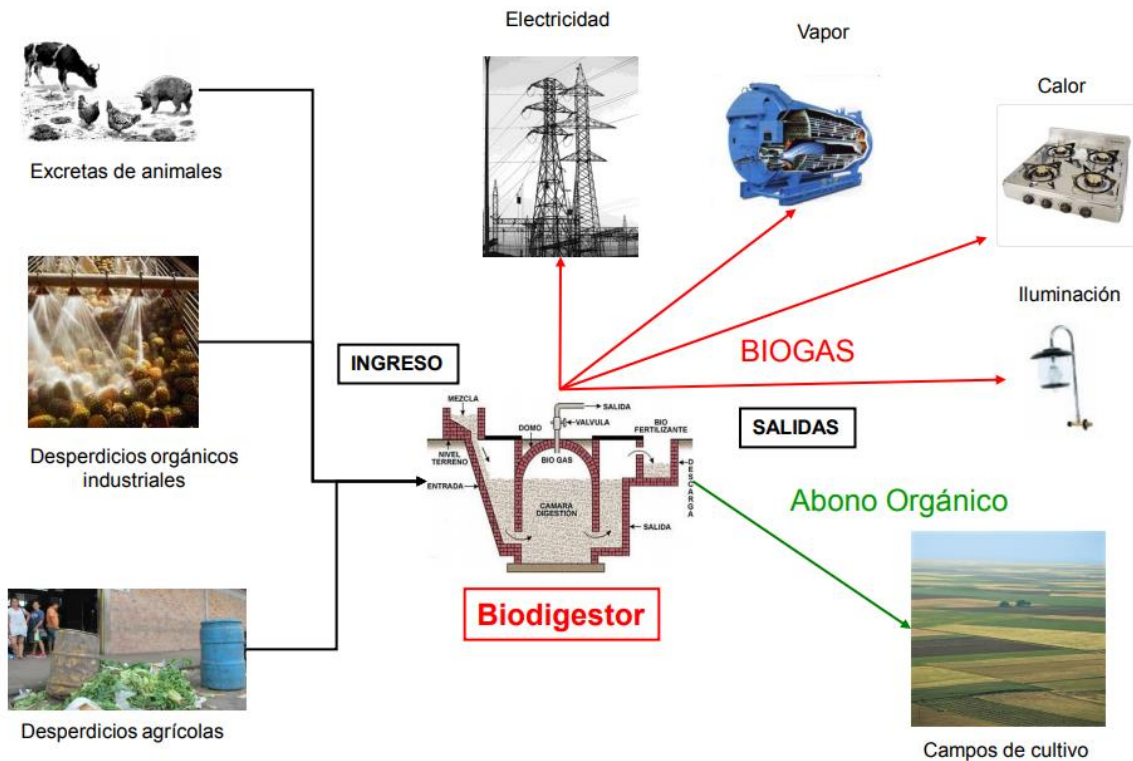 Electricidad
Vapor
Calor
Excretas de animales
Iluminación
INGRESO
BIOGAS
SALIDAS
MEZCLA
SALIDA
VALVULA
DOMO
BIO
FERTILIZANTE
NIVEL
TERRENO
BIO GAS
ENTRADA
DESCARGA
CAMARA
DIGESTIÓN
SALIDA
Desperdicios orgánicos
industriales
Abono Orgánico
Biodigestor
Desperdicios agrícolas
Campos de cultivo